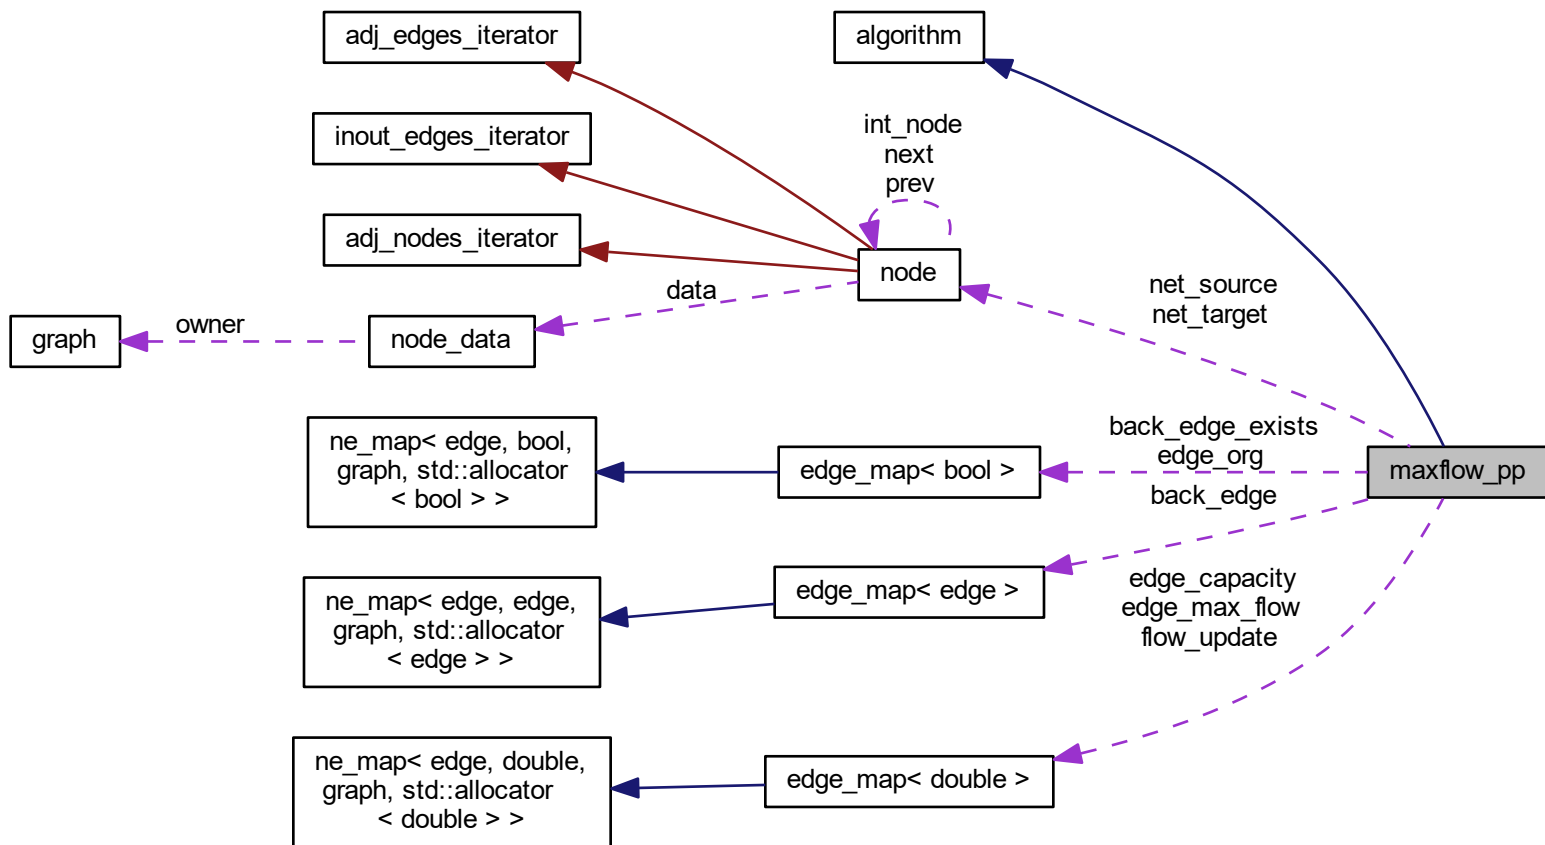 adj_edges_iterator
algorithm
inout_edges_iterator
int_node
next
prev
adj_nodes_iterator
node
data
net_source
net_target
graph
owner
node_data
ne_map< edge, bool,
graph, std::allocator
< bool > >
edge_map< bool >
back_edge_exists
edge_org
maxflow_pp
back_edge
ne_map< edge, edge,
graph, std::allocator
< edge > >
edge_map< edge >
edge_capacity
edge_max_flow
flow_update
ne_map< edge, double,
graph, std::allocator
< double > >
edge_map< double >